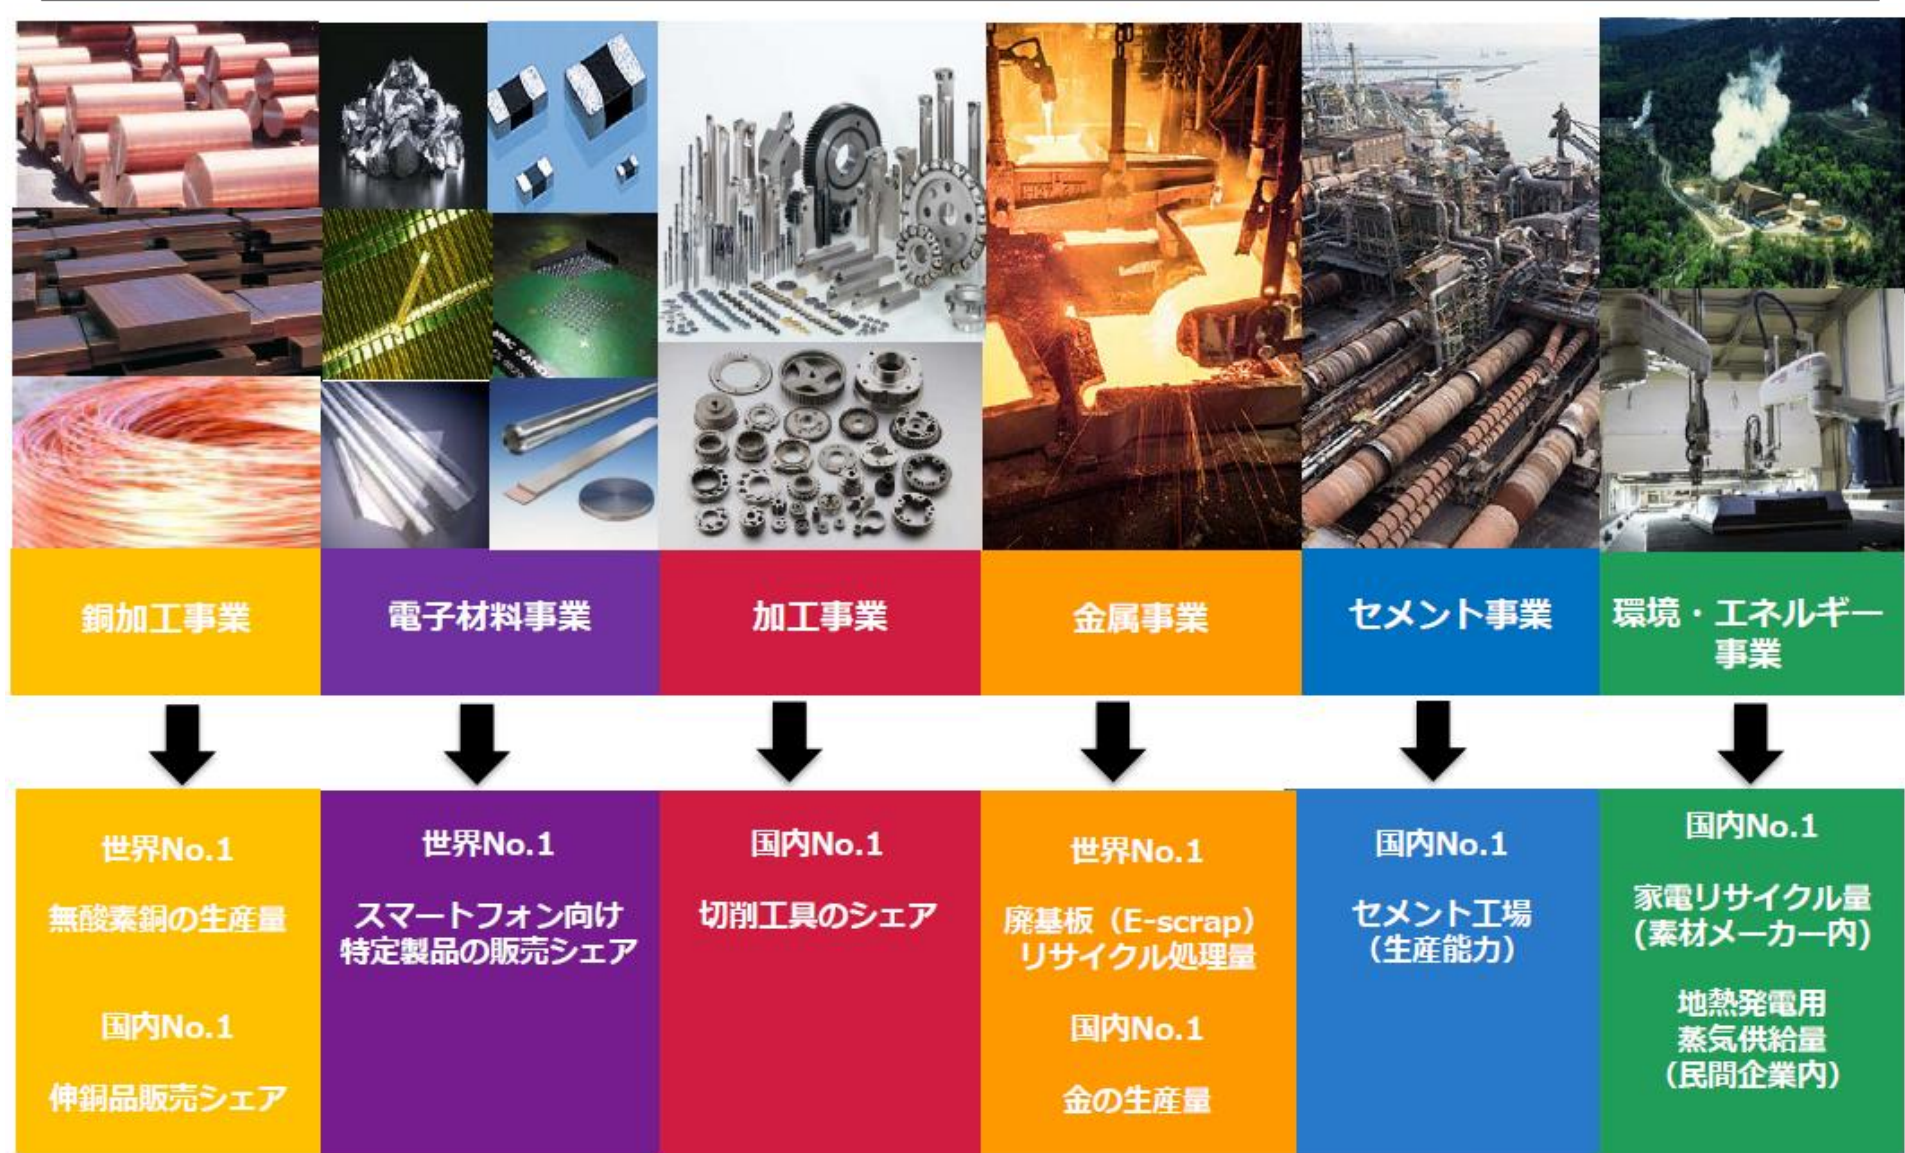 銅加工事業
電子材料事業
加工事業
金属事業
セメント事業
環境・エネルギー
事業
世界No.1
無酸素銅の生産量
国内No.1
伸銅品販売シェア
世界No.1
スマートフォン向け
特定製品の販売シェア
国内No.1
切削工具のシェア
世界No.1
廃基板（E-scrap）
リサイクル処理量
国内No.1
金の生産量
国内No.1
セメント工場
（生産能力）
国内No.1
家電リサイクル量
(素材メーカー内)
地熱発電用
蒸気供給量
（民間企業内）